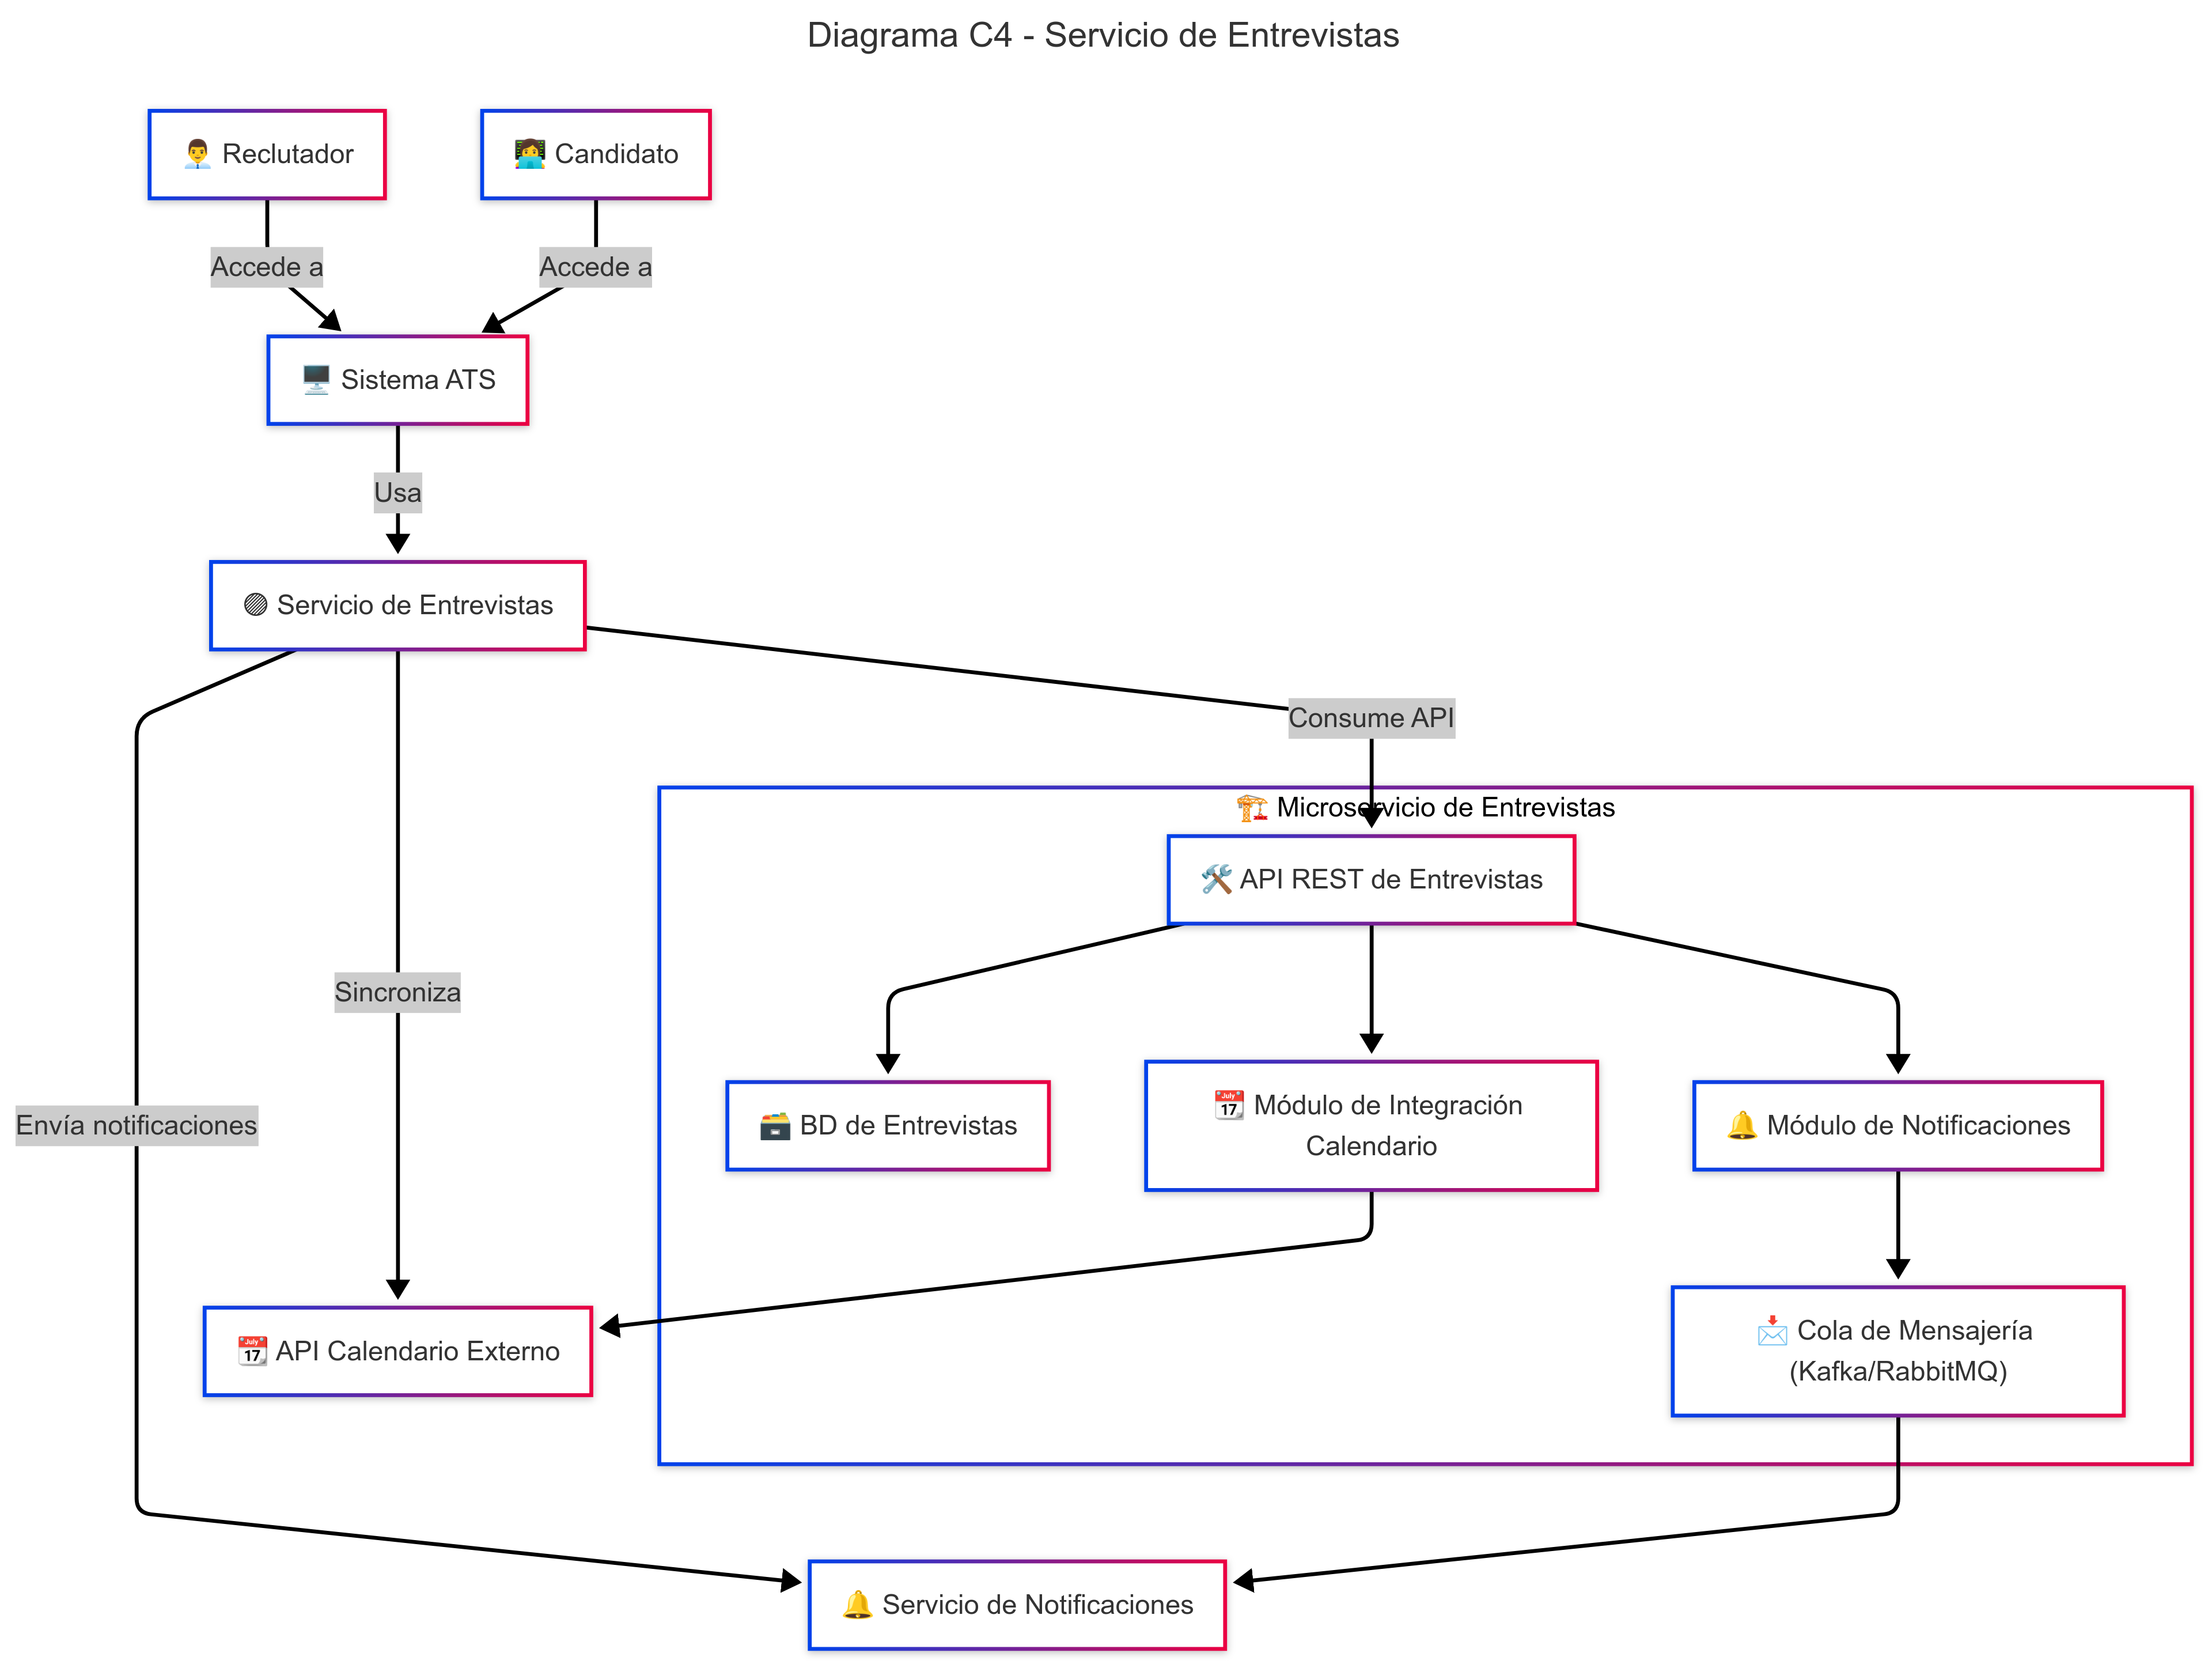 Diagrama C4 - Servicio de Entrevistas
Reclutador
Candidato
Accede a
Accede a
Sistema ATS
Usa
Servicio de Entrevistas
Consume API
Microservicio de Entrevistas
API REST de Entrevistas
Sincroniza
Envía notificaciones
BD de Entrevistas
Módulo de Integración
Calendario
Módulo de Notificaciones
API Calendario Externo
Cola de Mensajería
(Kafka/RabbitMQ)
Servicio de Notificaciones